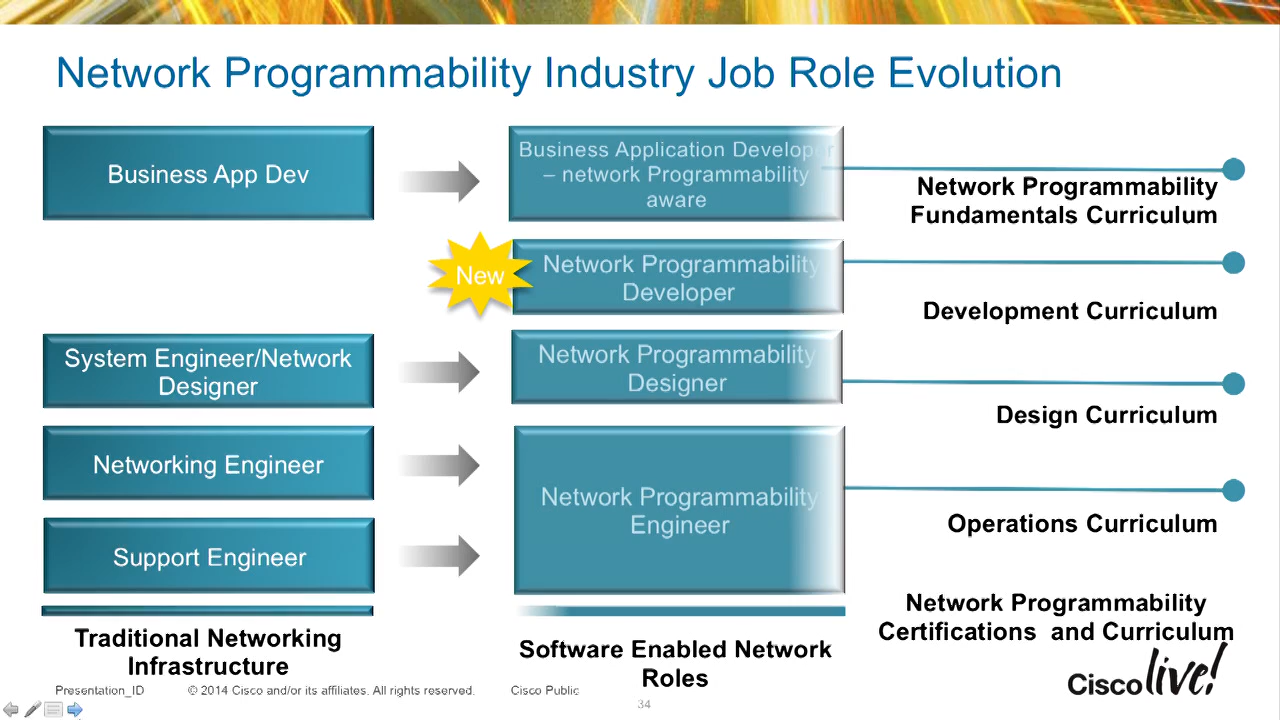 Network Programmability Industry Job Role Evolution
Business App Dev
Business Application Developer
– network Programmability
aware
Network Programmability
Fundamentals Curriculum
New
Network Programmability
Developer
Development Curriculum
System Engineer/Network
Designer
Network Programmability
Designer
Design Curriculum
Networking Engineer
Support Engineer
Network Programmability
Engineer
Operations Curriculum
Traditional Networking
Infrastructure
Software Enabled Network
Roles
Network Programmability
Certifications and Curriculum
Presentation_ID
© 2014 Cisco and/or its affiliates. All rights reserved.
Cisco Public
34
Cisco live!